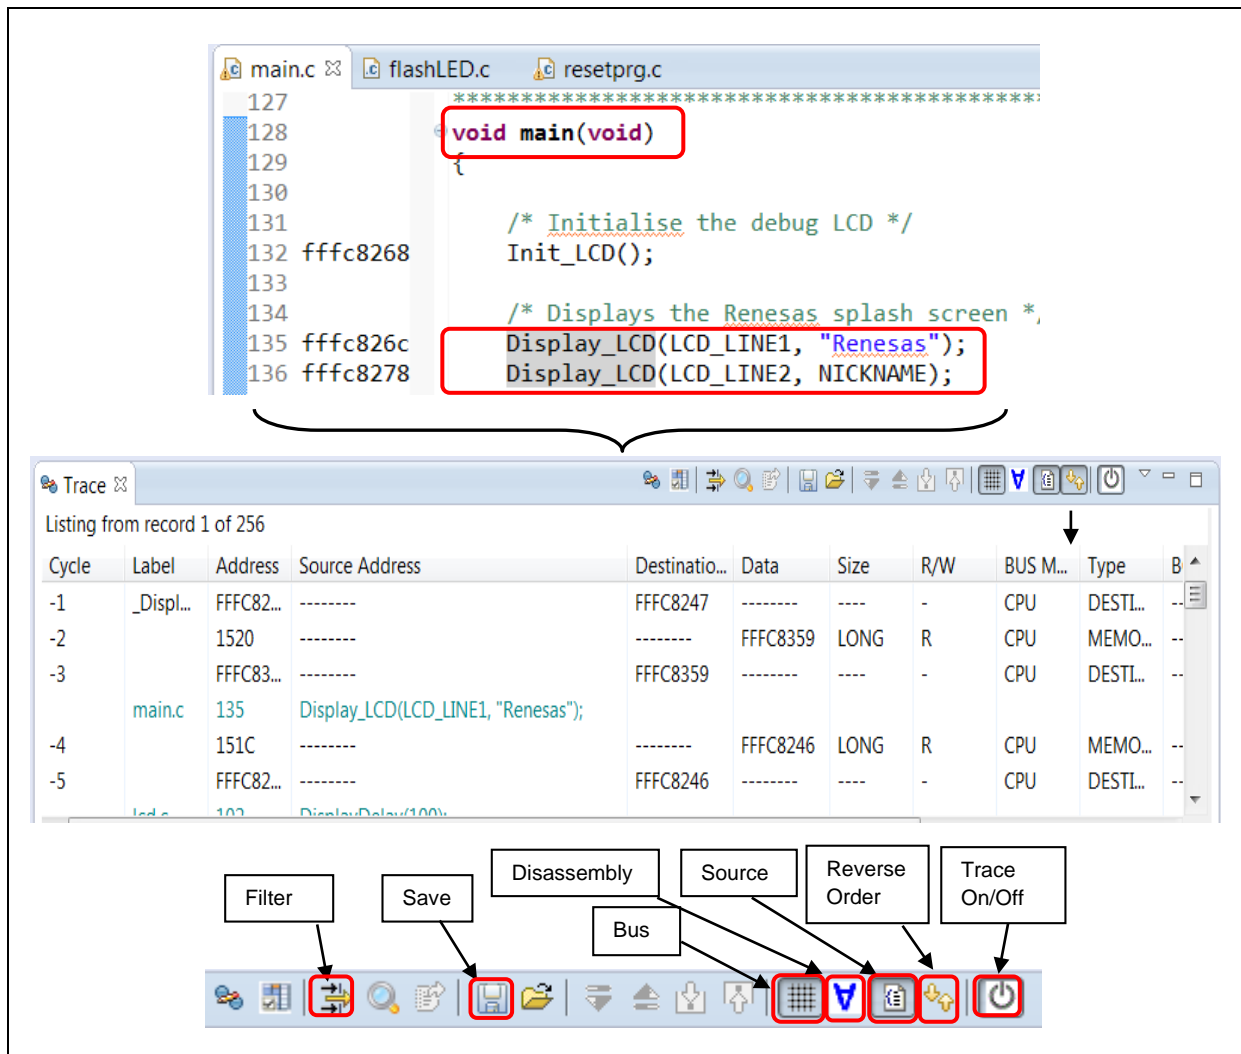 main.c flashLED.c resetprg.c
127 ************************************************
128 void main(void)
129 {
130
131 /* Initialise the debug LCD */
132 fffc8268 Init_LCD();
133
134 /* Displays the Renesas splash screen *
135 fffc826c Display_LCD(LCD_LINE1, "Renesas");
136 fffc8278 Display_LCD(LCD_LINE2, NICKNAME);
Trace
Listing from record 1 of 256
Cycle Label Address Source Address Destinatio... Data Size R/W BUS M... Type B
-1 _Displ... FFFC82... -------- FFFC8247 -------- ---- - CPU DESTI... --
-2 1520 -------- -------- FFFC8359 LONG R CPU MEMO... --
-3 FFFC83... -------- FFFC8359 -------- ---- - CPU DESTI... --
main.c 135 Display_LCD(LCD_LINE1, "Renesas");
-4 151C -------- -------- FFFC8246 LONG R CPU MEMO... --
-5 FFFC82... -------- FFFC8246 -------- ---- - CPU DESTI... --
lcd.c 102 DisplayDelay(100);
Filter
Save
Disassembly
Bus
Source
Reverse
Order
Trace
On/Off